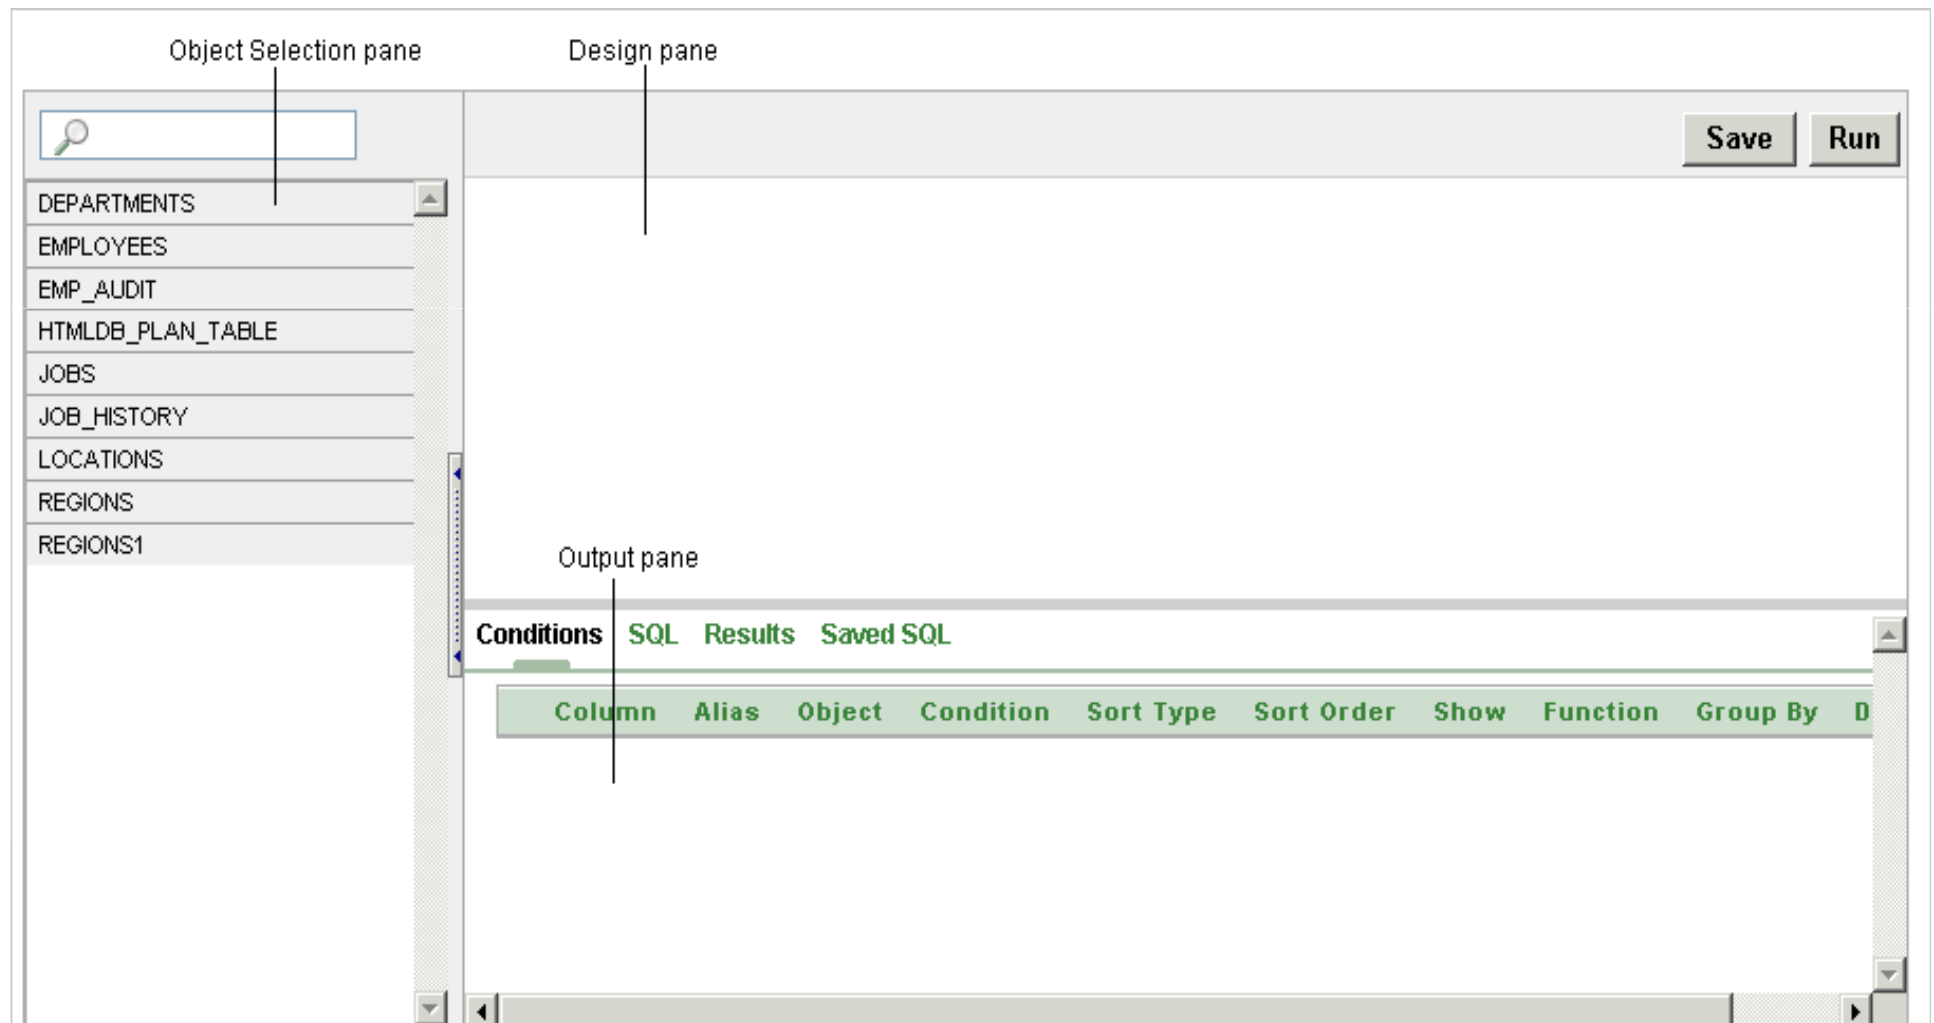 Object Selection pane
Design pane
Save
Run
DEPARTMENTS
EMPLOYEES
EMP_AUDIT
HTMLDB_PLAN_TABLE
JOBS
JOB_HISTORY
LOCATIONS
REGIONS
REGIONS1
Output pane
Conditions SQL Results Saved SQL
Column Alias Object Condition Sort Type Sort Order Show Function Group By D